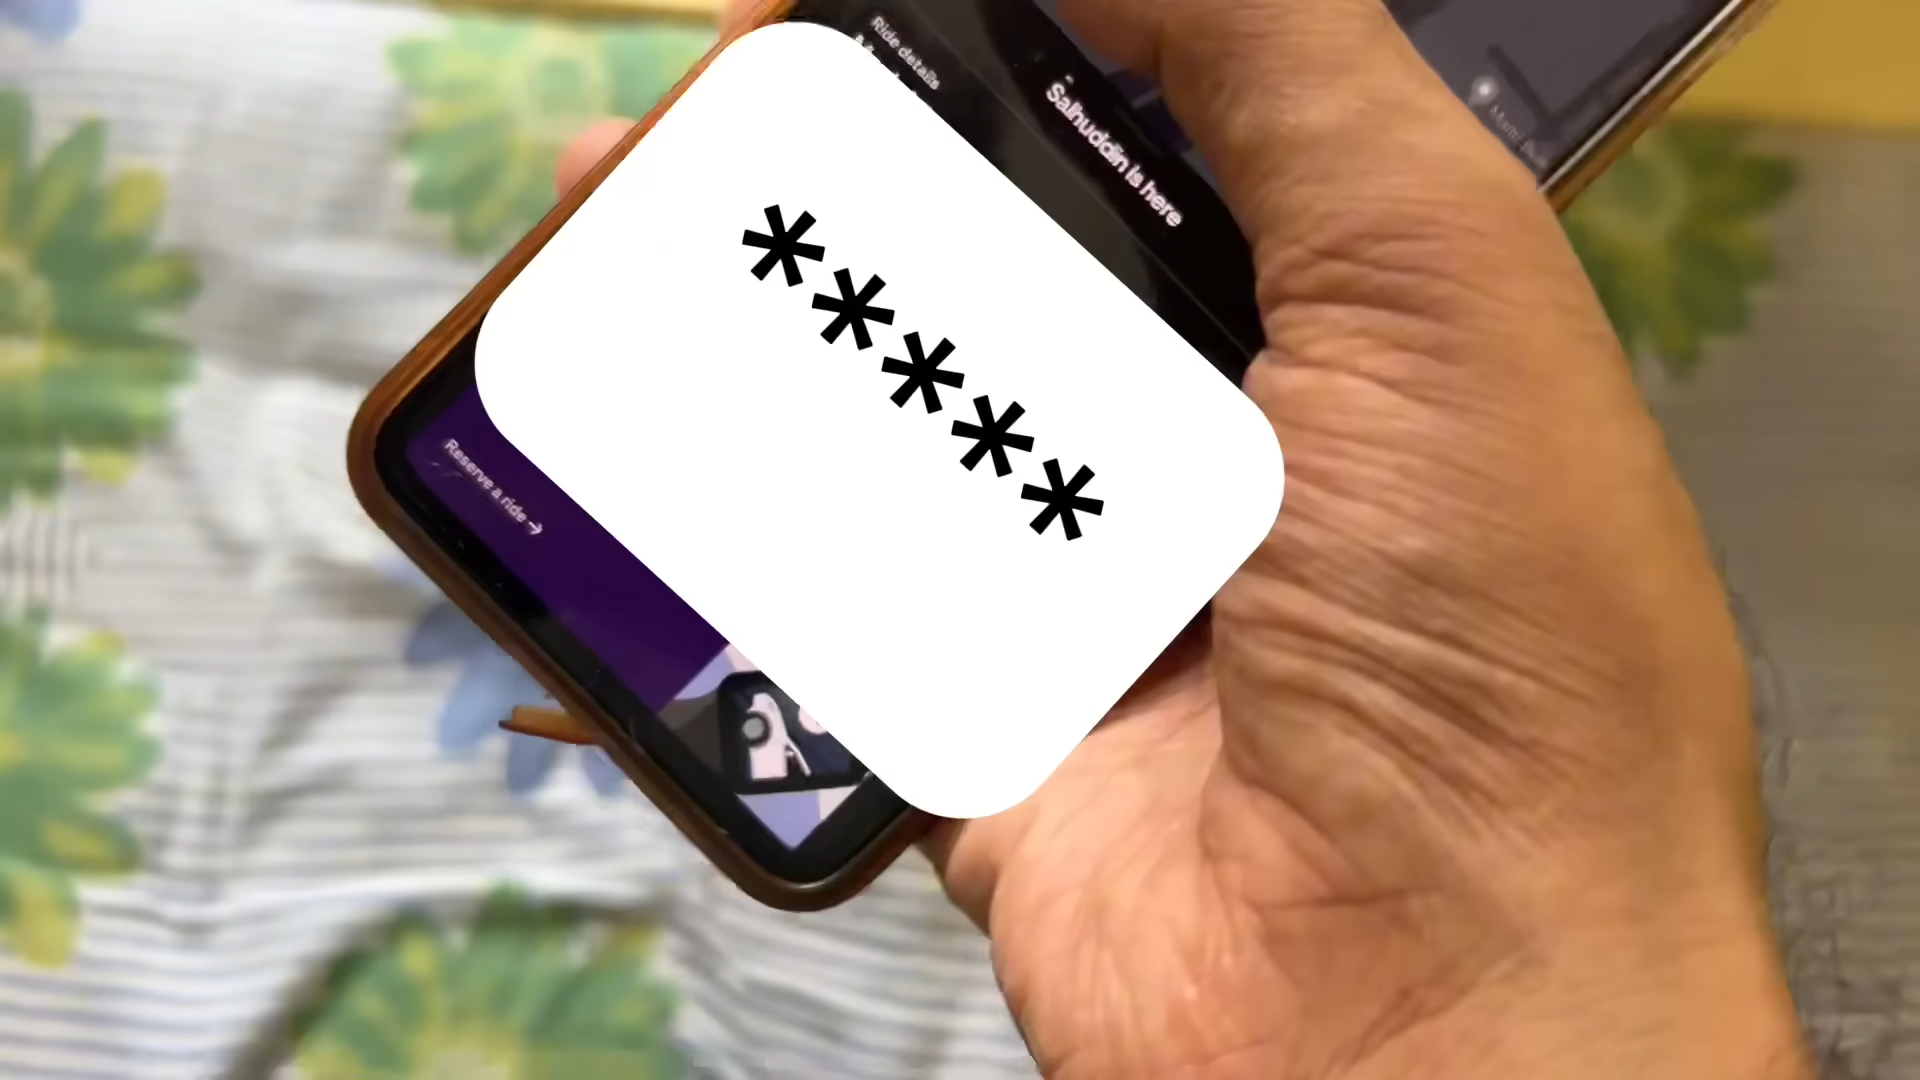 Salhuddin is here
Ride details
*****
Reserve a ride →